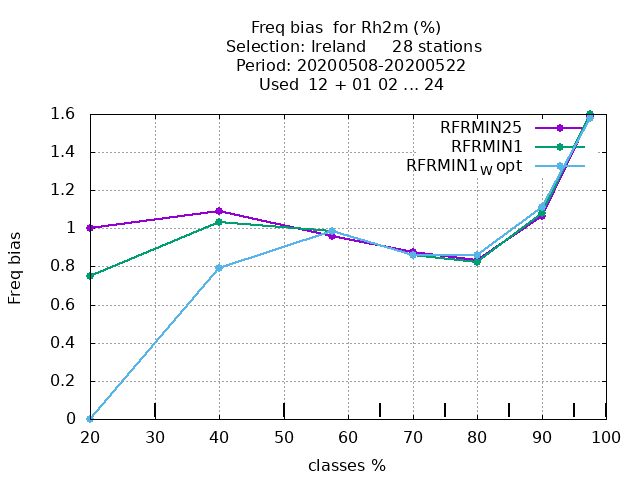 Freq bias  for Rh2m (%)
Selection: Ireland     28 stations
Period: 20200508-20200522
Used  12 + 01 02 ... 24
RFRMIN25
RFRMIN1
RFRMIN1w opt
Freq bias
1.6
1.4
1.2
1
0.8
0.6
0.4
0.2
0
20 30 40 50 60 70 80 90 100
classes %